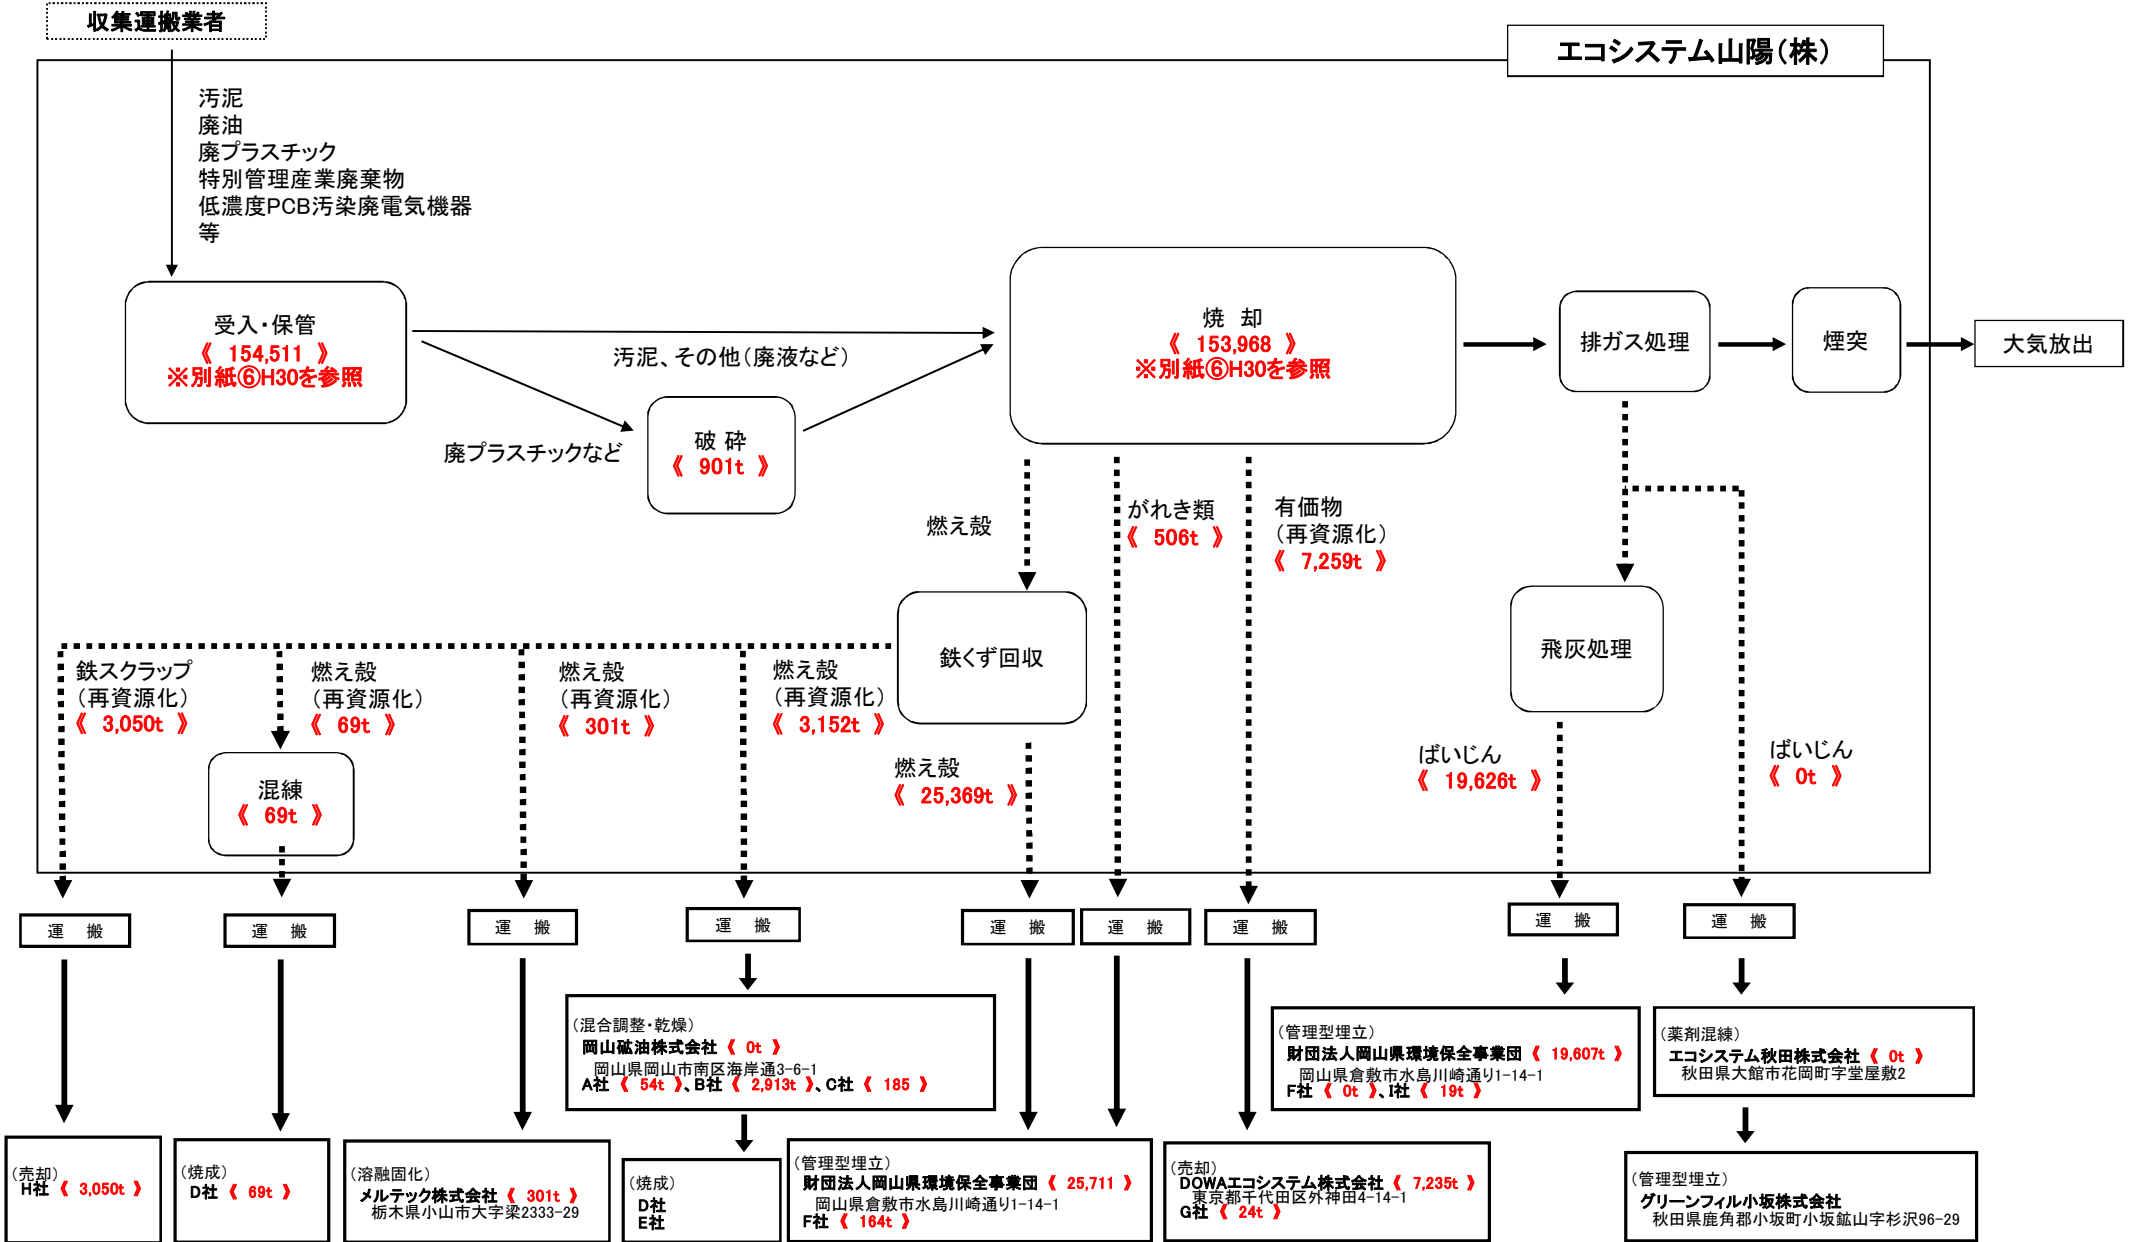 収集運搬業者
エコシステム山陽(株)
汚泥
廃油
廃プラスチック
特別管理産業廃棄物
低濃度PCB汚染廃電気機器
等
受入・保管
《 154,511 》
※別紙⑥H30を参照
汚泥、その他(廃液など)
廃プラスチックなど
破 砕
《 901t 》
焼 却
《 153,968 》
※別紙⑥H30を参照
排ガス処理
煙突
大気放出
燃え殻
がれき類
《 506t 》
有価物
(再資源化)
《 7,259t 》
鉄くず回収
飛灰処理
鉄スクラップ
(再資源化)
《 3,050t 》
燃え殻
(再資源化)
《 69t 》
燃え殻
(再資源化)
《 301t 》
燃え殻
(再資源化)
《 3,152t 》
混練
《 69t 》
燃え殻
《 25,369t 》
ばいじん
《 19,626t 》
ばいじん
《 0t 》
運 搬
運 搬
運 搬
運 搬
運 搬
運 搬
運 搬
運 搬
運 搬
(混合調整・乾燥)
岡山砿油株式会社《 0t 》
岡山県岡山市南区海岸通3-6-1
A社《 54t 》、B社《 2,913t 》、C社《 185 》
(管理型埋立)
財団法人岡山県環境保全事業団《 19,607t 》
岡山県倉敷市水島川崎通り1-14-1
F社《 0t 》、I社《 19t 》
(薬剤混練)
エコシステム秋田株式会社《 0t 》
秋田県大館市花岡町字堂屋敷2
(売却)
H社《 3,050t 》
(焼成)
D社《 69t 》
(溶融固化)
メルテック株式会社《 301t 》
栃木県小山市大字梁2333-29
(焼成)
D社
E社
(管理型埋立)
財団法人岡山県環境保全事業団《 25,711 》
岡山県倉敷市水島川崎通り1-14-1
F社《 164t 》
(売却)
DOWAエコシステム株式会社《 7,235t 》
東京都千代田区外神田4-14-1
G社《 24t 》
(管理型埋立)
グリーンフィル小坂株式会社
秋田県鹿角郡小坂町小坂鉱山字杉沢96-29